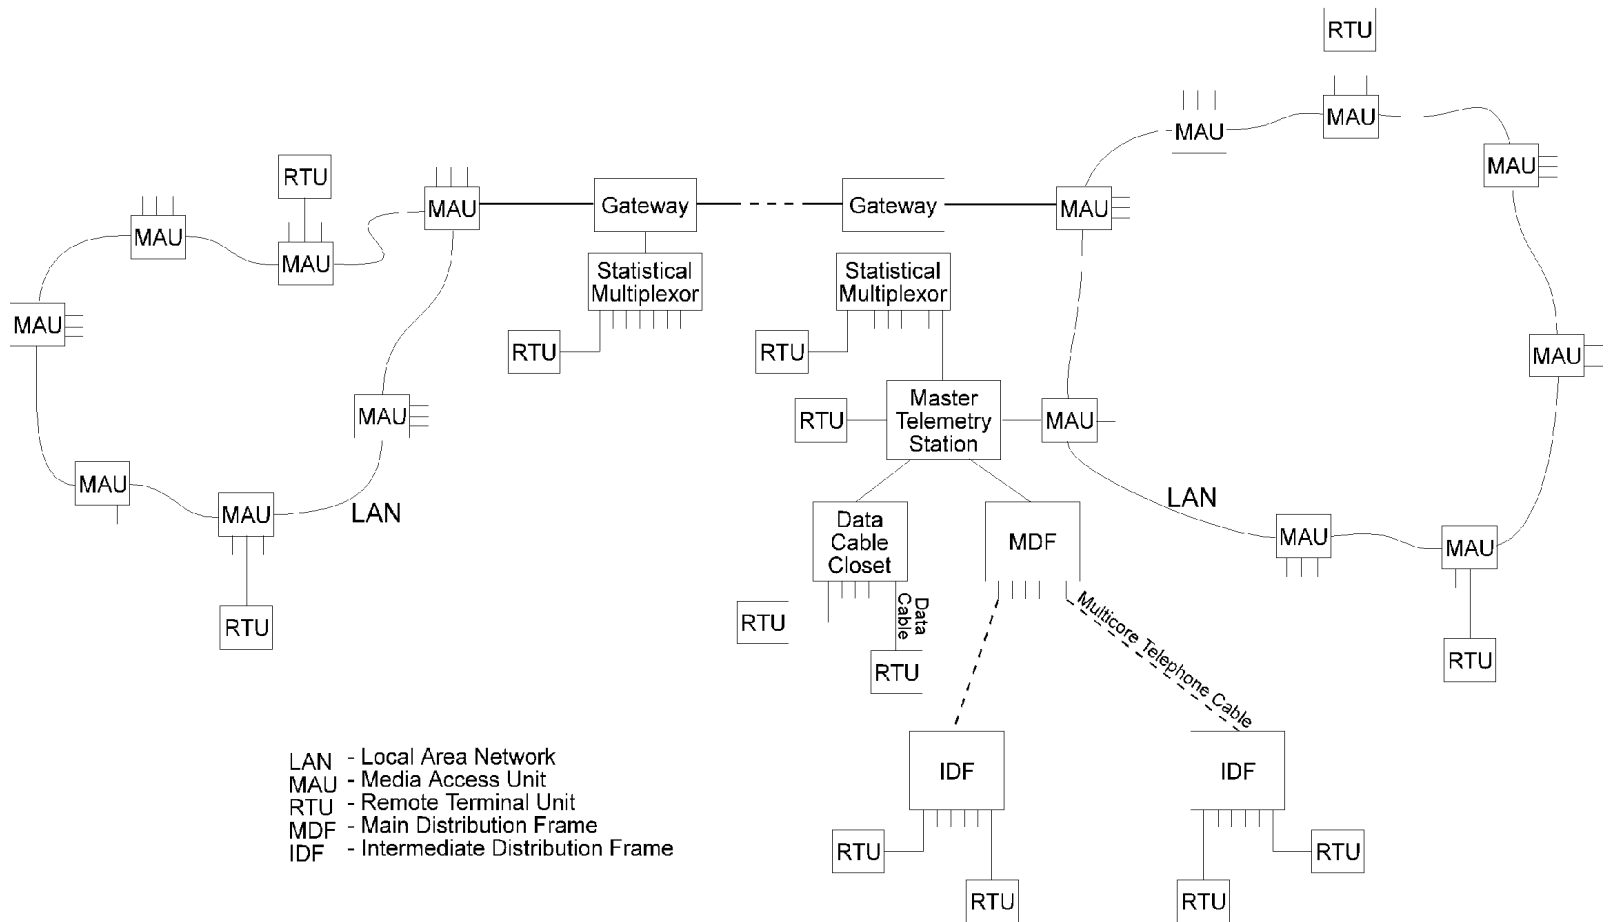 RTU
MAU
MAU
MAU
RTU
MAU
MAU
MAU
Gateway
Gateway
MAU
MAU
Statistical
Multiplexor
Statistical
Multiplexor
MAU
RTU
RTU
MAU
MAU
RTU
Master
Telemetry
Station
MAU
MAU
MAU
LAN
LAN
Data
Cable
Closet
MDF
MAU
MAU
RTU
RTU
Data
Cable
RTU
Multicore Telephone Cable
RTU
IDF
IDF
LAN - Local Area Network
MAU - Media Access Unit
RTU - Remote Terminal Unit
MDF - Main Distribution Frame
IDF - Intermediate Distribution Frame
RTU
RTU
RTU
RTU